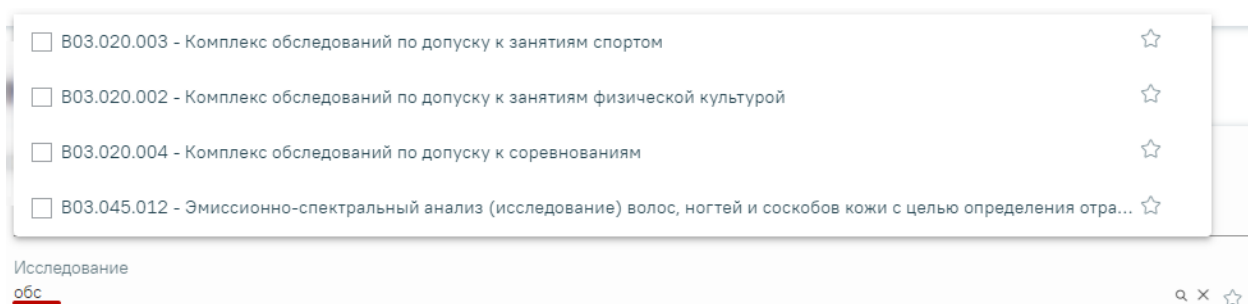 B03.020.003 - Комплекс обследований по допуску к занятиям спортом
B03.020.002 - Комплекс обследований по допуску к занятиям физической культурой
B03.020.004 - Комплекс обследований по допуску к соревнованиям
B03.045.012 - Эмиссионно-спектральный анализ (исследование) волос, ногтей и соскобов кожи с целью определения отра...
Исследование
обс